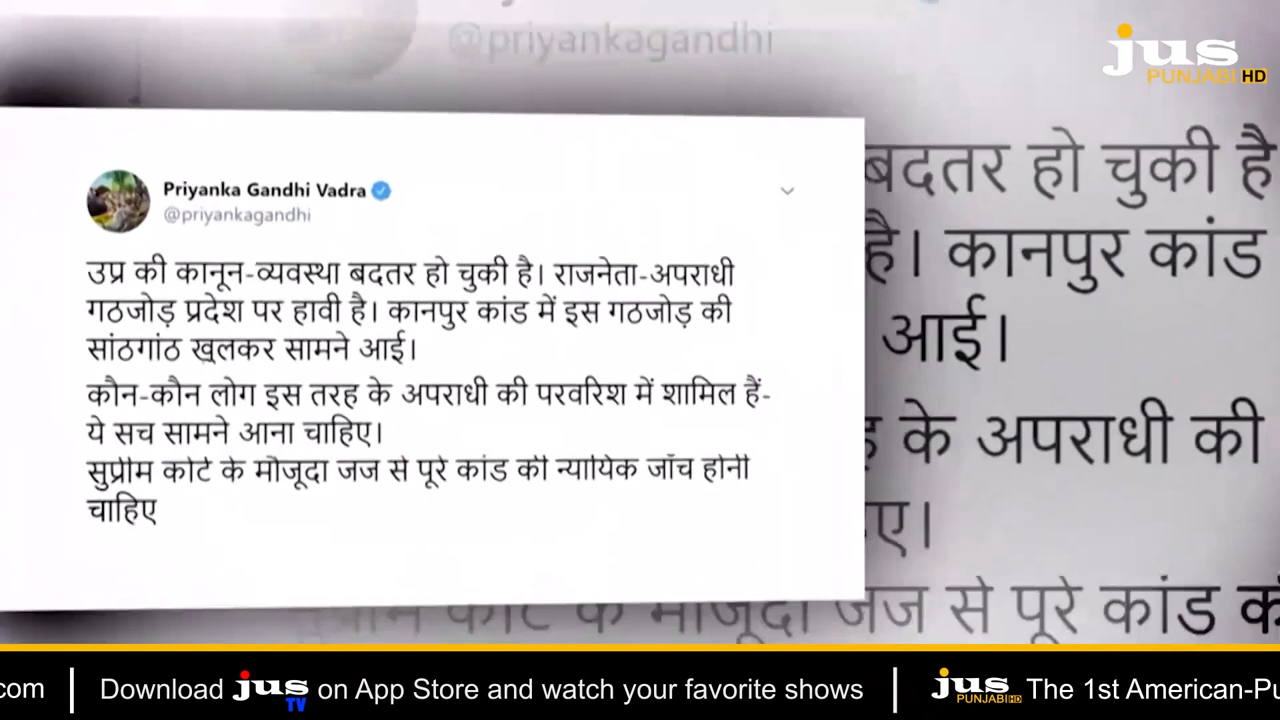 @priyankagandhi
jus
PUNJABI HD
Priyanka Gandhi Vadra
@priyankagandhi
उप्र की कानून-व्यवस्था बदतर हो चुकी है। राजनेता-अपराधी
गठजोड़ प्रदेश पर हावी है। कानपुर कांड में इस गठजोड़ की
सांठगांठ खुलकर सामने आई।
कौन-कौन लोग इस तरह के अपराधी की परवरिश में शामिल हैं-
ये सच सामने आना चाहिए।
सुप्रीम कोर्ट के मौजूदा जज से पूरे कांड की न्यायिक जाँच होनी
चाहिए
बदतर हो चुकी है
है। कानपुर कांड
आई।
के अपराधी की
ए।
के मौजूदा जज से पूरे कांड
com | Download jus TV on App Store and watch your favorite shows | jus PUNJABI HD The 1st American-Pu